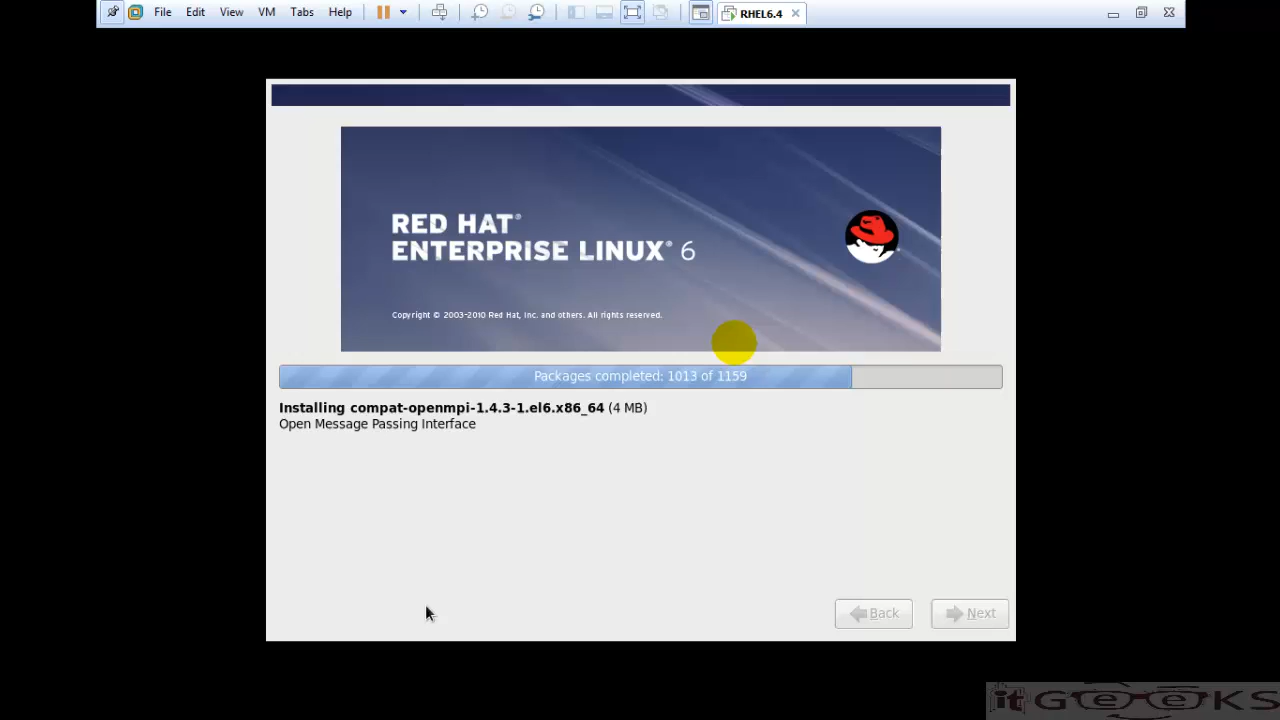 File Edit View VM Tabs Help RHEL6.4
RED HAT®
ENTERPRISE LINUX® 6
Copyright © 2003-2010 Red Hat, Inc. and others. All rights reserved.
Packages completed: 1013 of 1159
Installing compat-openmpi-1.4.3-1.el6.x86_64 (4 MB)
Open Message Passing Interface
Back Next
itGeeKS